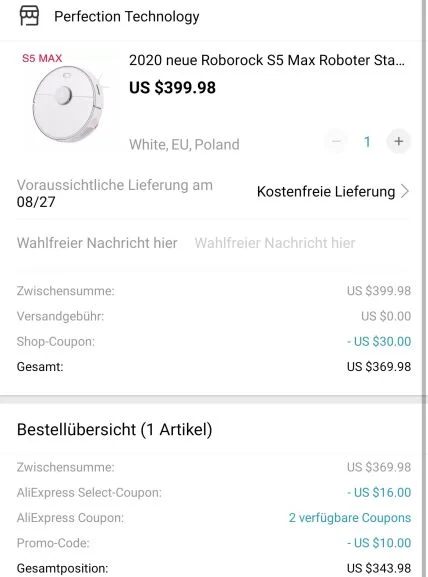 Perfection Technology
S5 MAX
2020 neue Roborock S5 Max Roboter Sta...
US $399.98
White, EU, Poland
− 1 +
Voraussichtliche Lieferung am
08/27
Kostenfreie Lieferung
Wahlfreier Nachricht hier Wahlfreier Nachricht hier
Zwischensumme: US $399.98
Versandgebühr: US $0.00
Shop-Coupon: - US $30.00
Gesamt: US $369.98
Bestellübersicht (1 Artikel)
Zwischensumme: US $369.98
AliExpress Select-Coupon: - US $16.00
AliExpress Coupon: 2 verfügbare Coupons
Promo-Code: - US $10.00
Gesamtposition: US $343.98